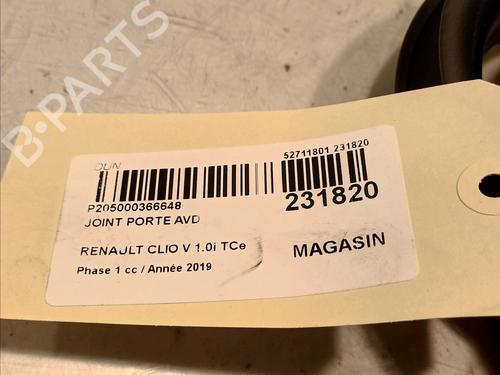 B-PARTS
DUN
52711801 231820
P205000366648
231820
JOINT PORTE AVD
RENAULT CLIO V 1.0i TCe
MAGASIN
Phase 1 cc / Année 2019